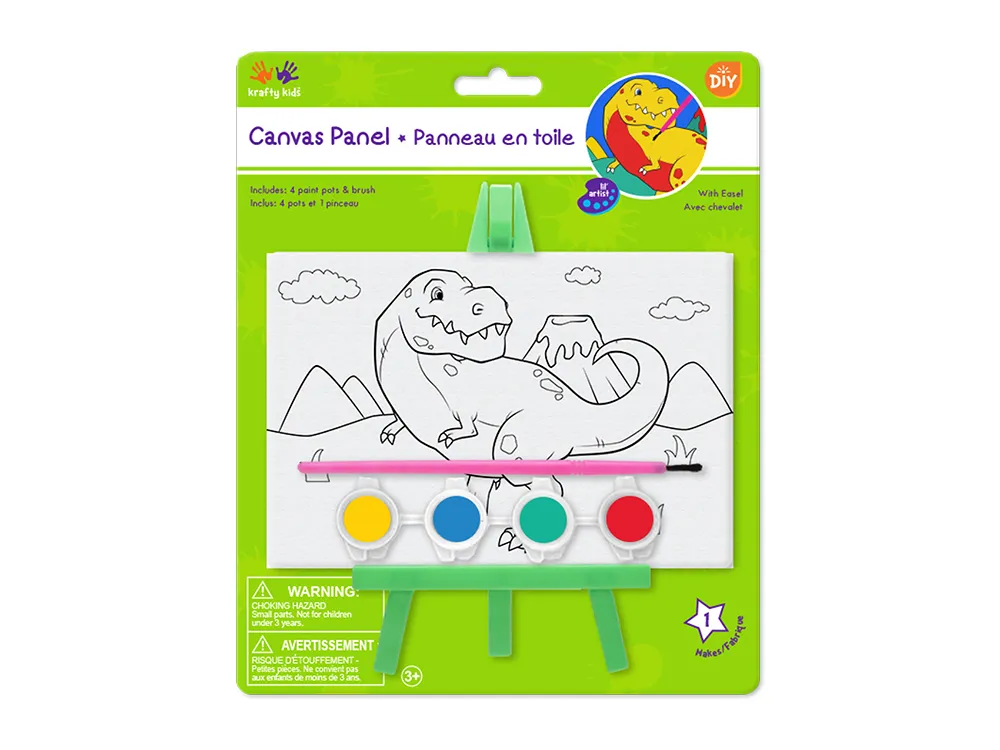 krafty kids
DIY
Canvas Panel ★ Panneau en toile
Includes: 4 paint pots & brush
Inclus: 4 pots et 1 pinceau
lil' artist
With Easel
Avec chevalet
WARNING:
CHOKING HAZARD
Small parts. Not for children
under 3 years.
AVERTISSEMENT
RISQUE D'ÉTOUFFEMENT -
Petites pièces. Ne convient pas
aux enfants de moins de 3 ans.
3+
1
Makes/Fabrique